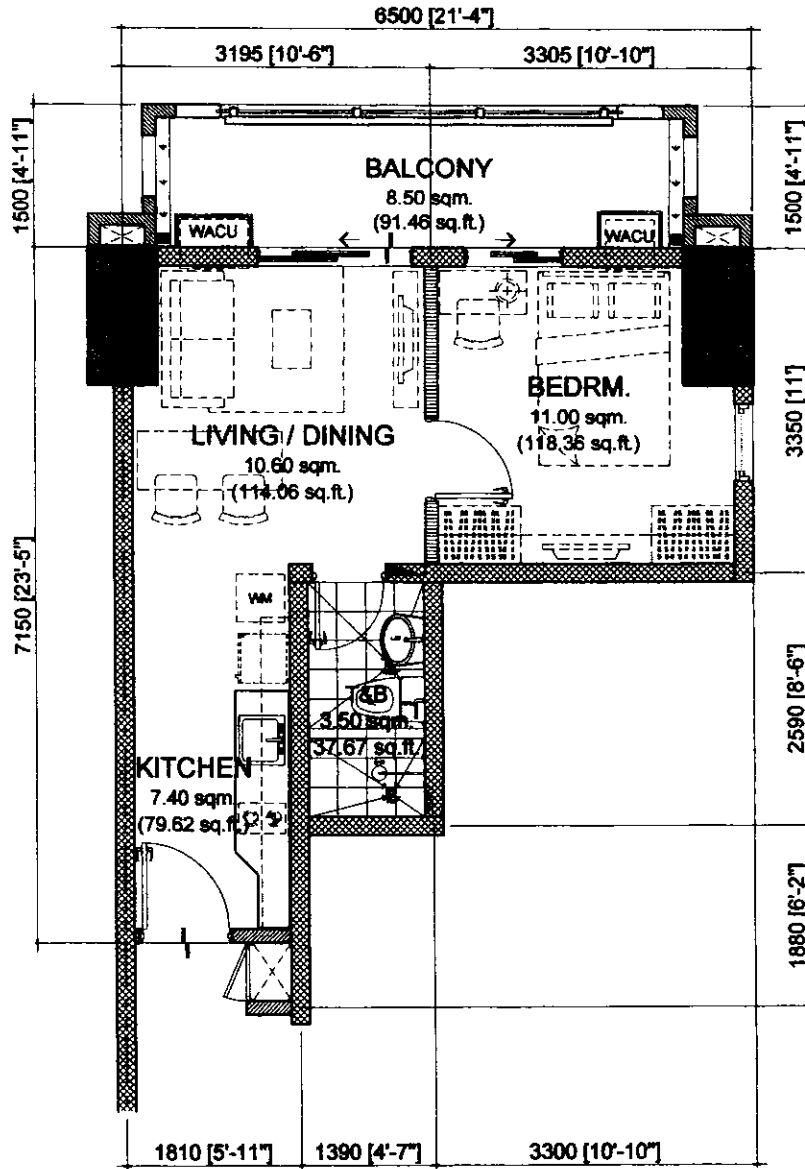 6500 [21'-4"]
3195 [10'-6"]
3305 [10'-10"]
1500 [4'-11"]
1500 [4'-11"]
BALCONY
8.50 sqm.
(91.46 sq.ft.)
WACU
WACU
BEDRM.
11.00 sqm.
(118.36 sq.ft.)
3350 [11']
LIVING / DINING
10.60 sqm.
(114.06 sq.ft.)
7150 [23'-5"]
WM
T&B
3.50 sqm.
37.67 sq.ft.
2590 [8'-6"]
KITCHEN
7.40 sqm.
(79.62 sq.ft.)
1880 [6'-2"]
1810 [5'-11"]
1390 [4'-7"]
3300 [10'-10"]